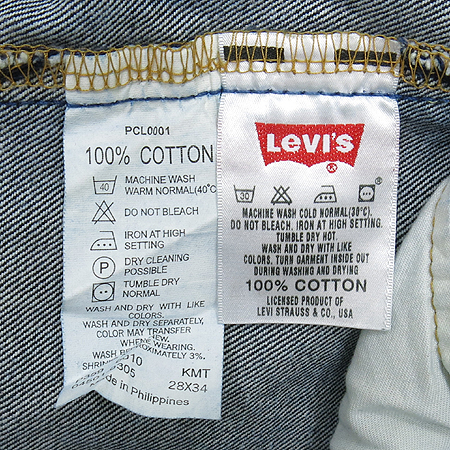 PCL0001
100% COTTON
40
MACHINE WASH
WARM NORMAL(40°C
DO NOT BLEACH
IRON AT HIGH
SETTING
P
DRY CLEANING
POSSIBLE
TUMBLE DRY
NORMAL
WASH AND DRY WITH LIKE
COLORS.
WASH AND DRY SEPARATELY,
COLOR MAY TRANSFER
WHEN WEARING.
WASH
3%.
KMT
28X34
Made in Philippines
LEVI'S
30
MACHINE WASH COLD NORMAL(30°C).
DO NOT BLEACH. IRON AT HIGH SETTING.
TUMBLE DRY HOT.
WASH AND DRY WITH LIKE
COLORS. TURN GARMENT INSIDE OUT
DURING WASHING AND DRYING
100% COTTON
LICENSED PRODUCT OF
LEVI STRAUSS & CO., USA